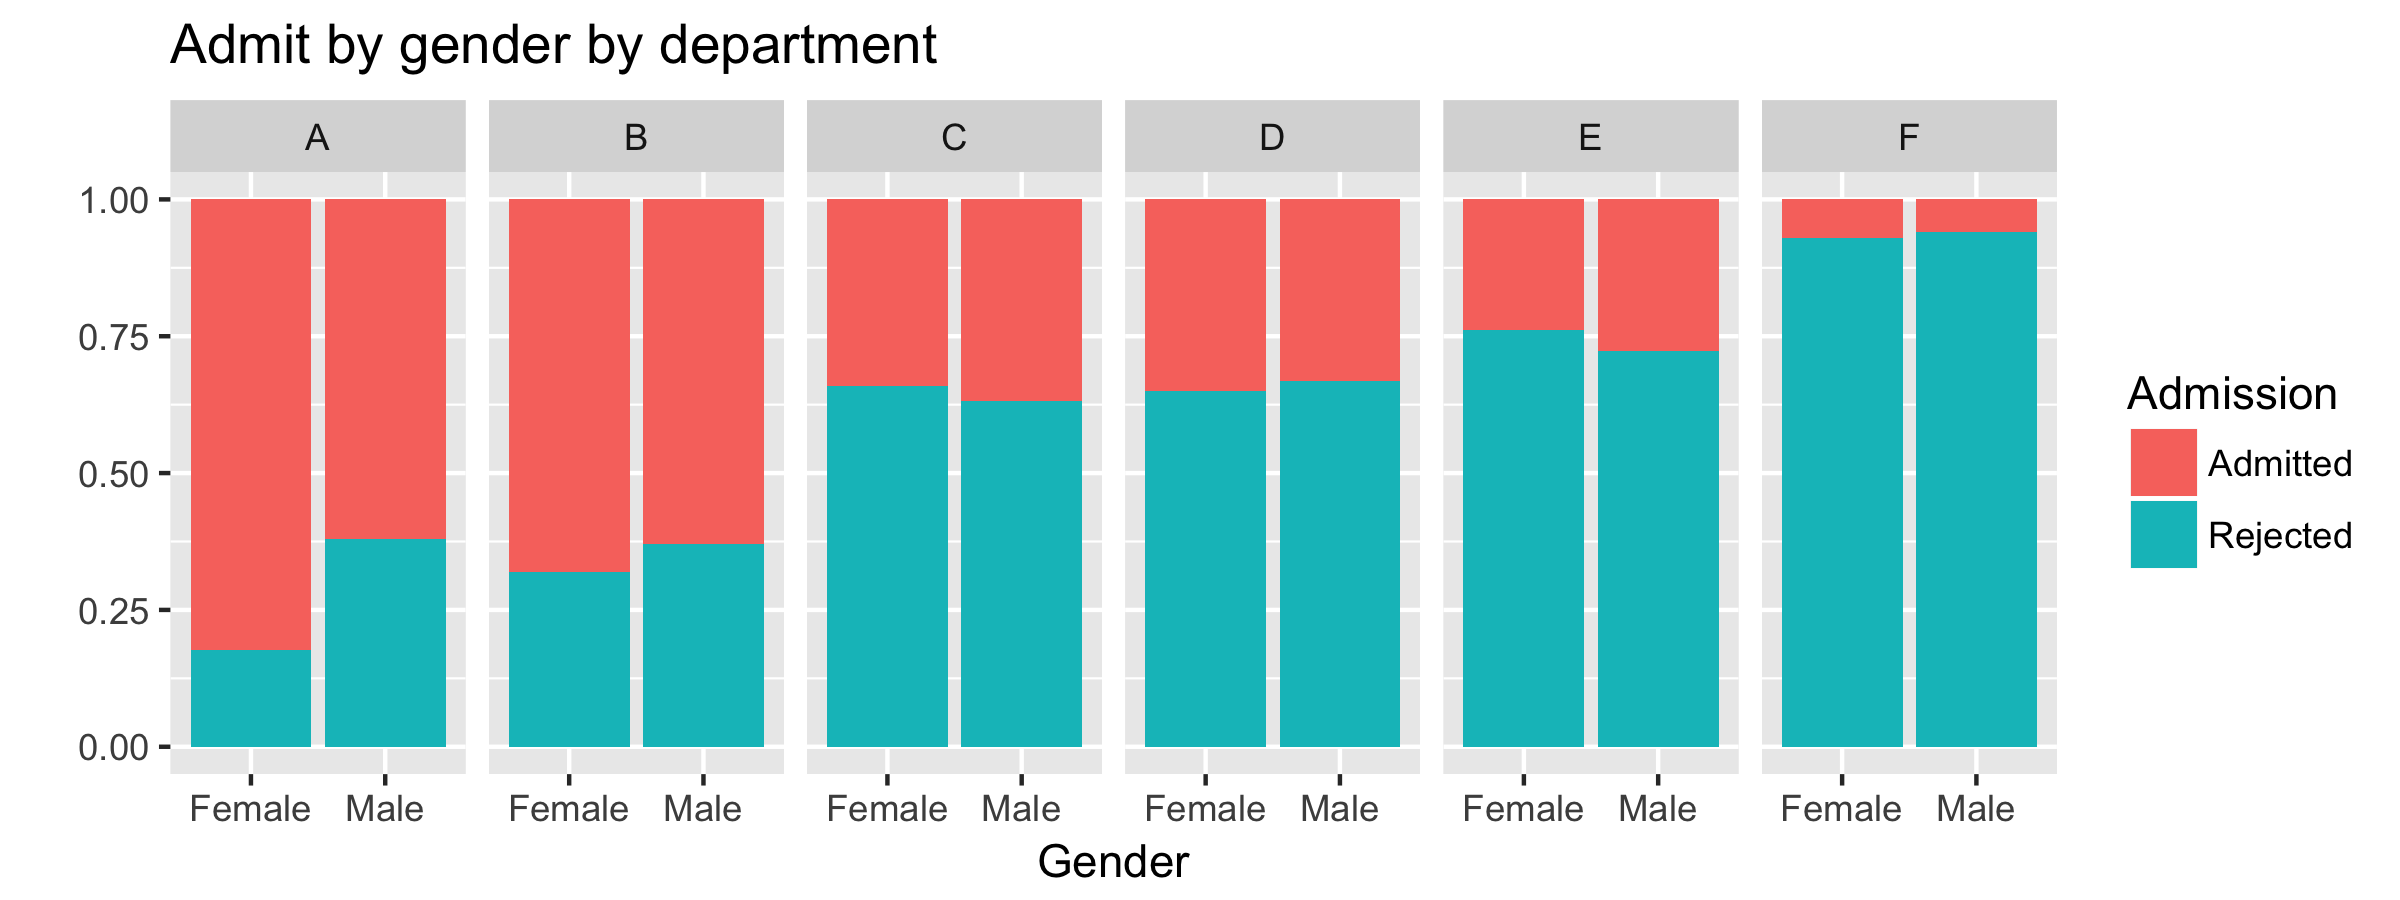 Admit by gender by department
A B C D E F
1.00
0.75
0.50
0.25
0.00
Female Male Female Male Female Male Female Male Female Male Female Male
Gender
Admission
Admitted
Rejected